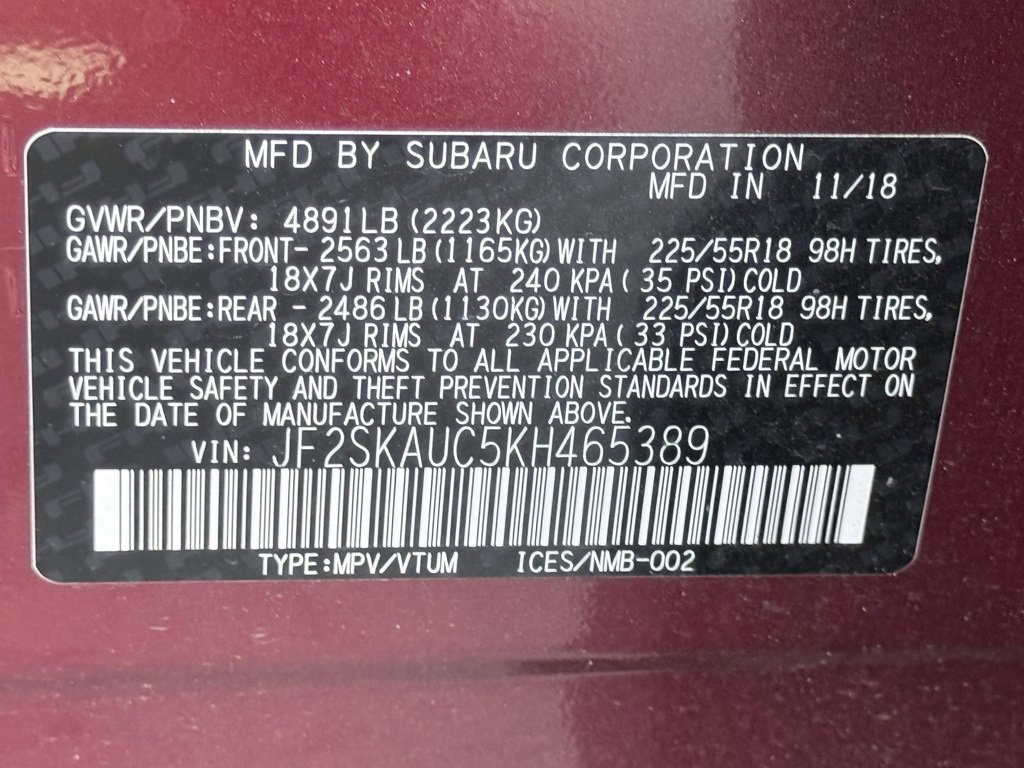 MFD BY SUBARU CORPORATION
MFD IN 11/18
GVWR/PNBV: 4891LB (2223KG)
GAWR/PNBE:FRONT- 2563 LB (1165KG) WITH 225/55R18 98H TIRES,
18X7J RIMS AT 240 KPA ( 35 PSI) COLD
GAWR/PNBE:REAR - 2486 LB (1130KG) WITH 225/55R18 98H TIRES,
18X7J RIMS AT 230 KPA ( 33 PSI) COLD
THIS VEHICLE CONFORMS TO ALL APPLICABLE FEDERAL MOTOR
VEHICLE SAFETY AND THEFT PREVENTION STANDARDS IN EFFECT ON
THE DATE OF MANUFACTURE SHOWN ABOVE.
VIN: JF2SKAUC5KH465389
TYPE:MPV/VTUM ICES/NMB-002